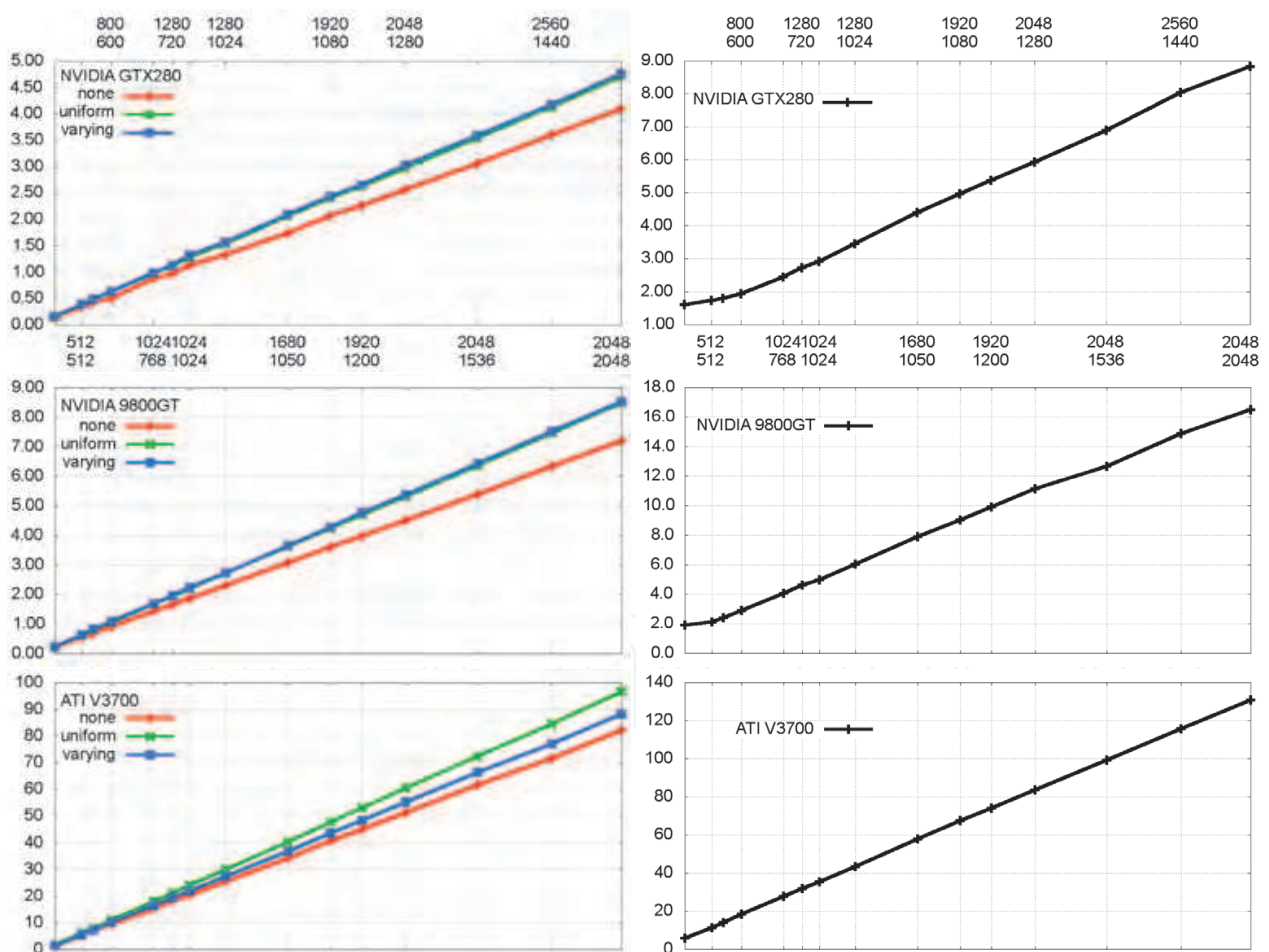 800 1280 1280 1920 2048 2560
600 720 1024 1080 1280 1440
5.00
4.50
4.00
3.50
3.00
2.50
2.00
1.50
1.00
0.50
0.00
NVIDIA GTX280
none
uniform
varying
512 1024 1024 1680 1920 2048 2048
512 768 1024 1050 1200 1536 2048
9.00
8.00
7.00
6.00
5.00
4.00
3.00
2.00
1.00
0.00
NVIDIA 9800GT
none
uniform
varying
100
90
80
70
60
50
40
30
20
10
0
ATI V3700
none
uniform
varying
800 1280 1280 1920 2048 2560
600 720 1024 1080 1280 1440
9.00
8.00
7.00
6.00
5.00
4.00
3.00
2.00
1.00
NVIDIA GTX280
512 1024 1024 1680 1920 2048 2048
512 768 1024 1050 1200 1536 2048
18.0
16.0
14.0
12.0
10.0
8.0
6.0
4.0
2.0
0.0
NVIDIA 9800GT
140
120
100
80
60
40
20
0
ATI V3700